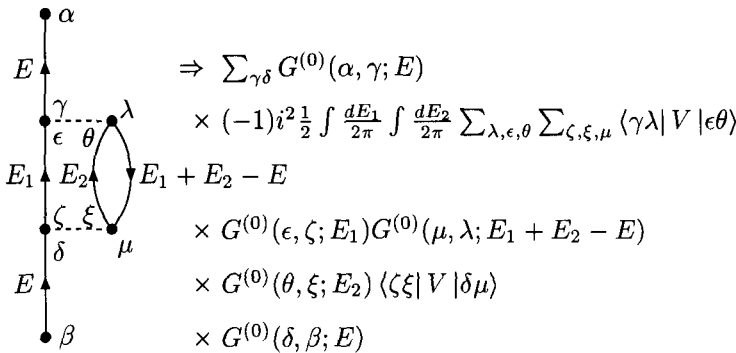 α
E ⇒ ∑_{γδ} G^{(0)}(α, γ; E)
γ λ
ϵ θ × (−1)i² ½ ∫ dE₁/2π ∫ dE₂/2π ∑_{λ,ϵ,θ} ∑_{ζ,ξ,μ} ⟨γλ| V |ϵθ⟩
E₁ E₂ E₁ + E₂ − E
ζ ξ × G^{(0)}(ϵ, ζ; E₁)G^{(0)}(μ, λ; E₁ + E₂ − E)
δ μ
E × G^{(0)}(θ, ξ; E₂) ⟨ζξ| V |δμ⟩
β × G^{(0)}(δ, β; E)